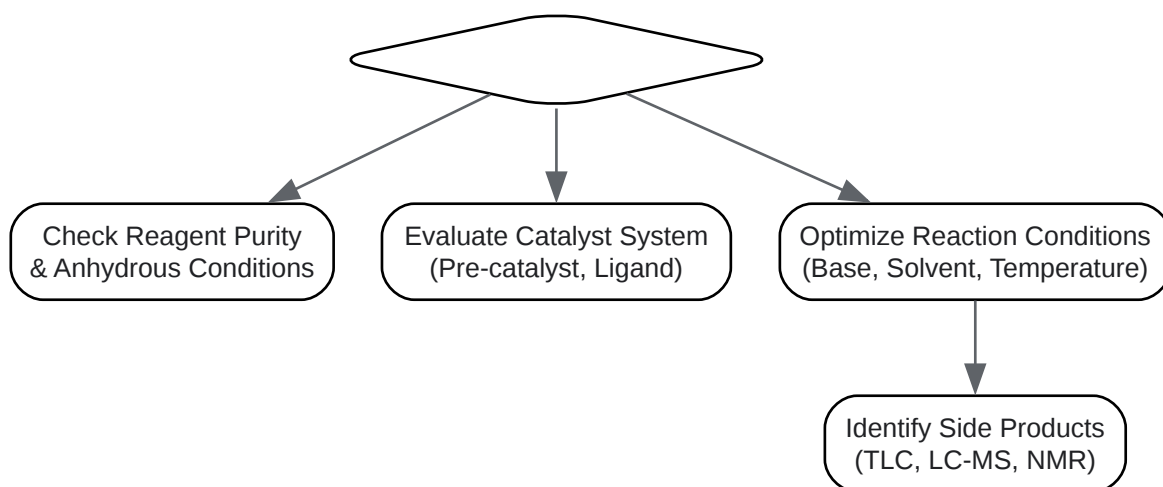 Check Reagent Purity
& Anhydrous Conditions
Evaluate Catalyst System
(Pre-catalyst, Ligand)
Optimize Reaction Conditions
(Base, Solvent, Temperature)
Identify Side Products
(TLC, LC-MS, NMR)